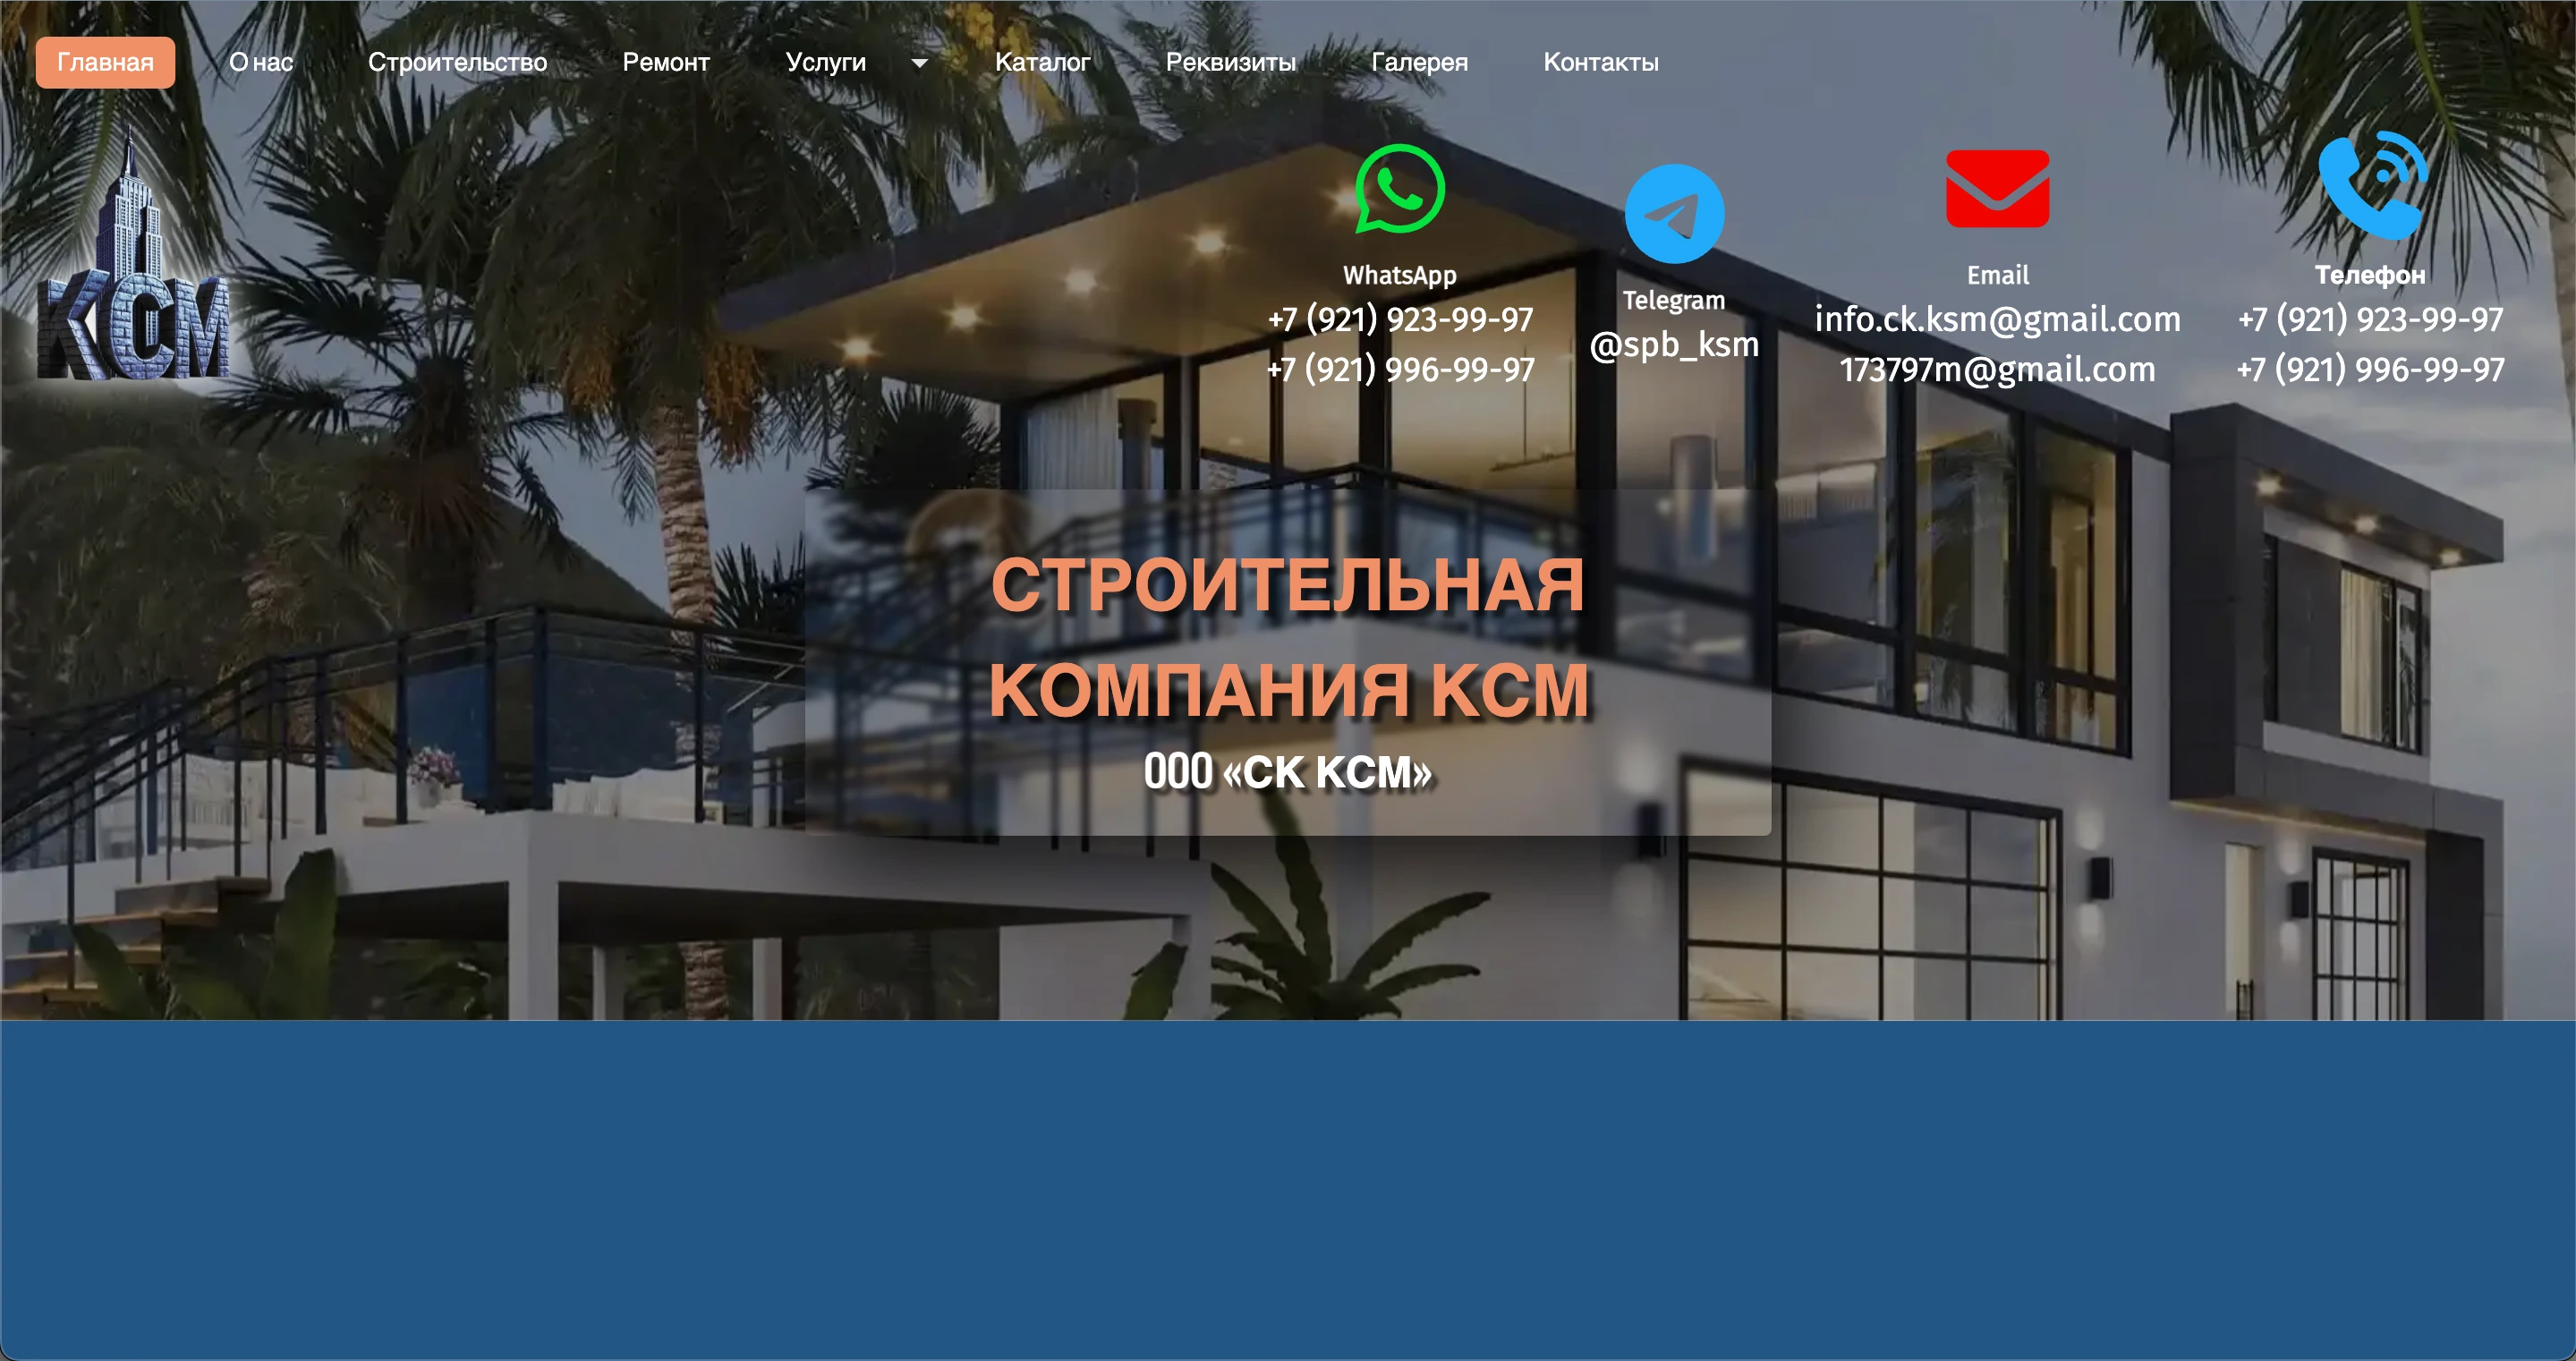 Главная О нас Строительство Ремонт Услуги Каталог Реквизиты Галерея Контакты
КСМ
WhatsApp
+7 (921) 923-99-97
+7 (921) 996-99-97
Telegram
@spb_ksm
Email
info.ck.ksm@gmail.com
173797m@gmail.com
Телефон
+7 (921) 923-99-97
+7 (921) 996-99-97
СТРОИТЕЛЬНАЯ
КОМПАНИЯ КСМ
ООО «СК КСМ»